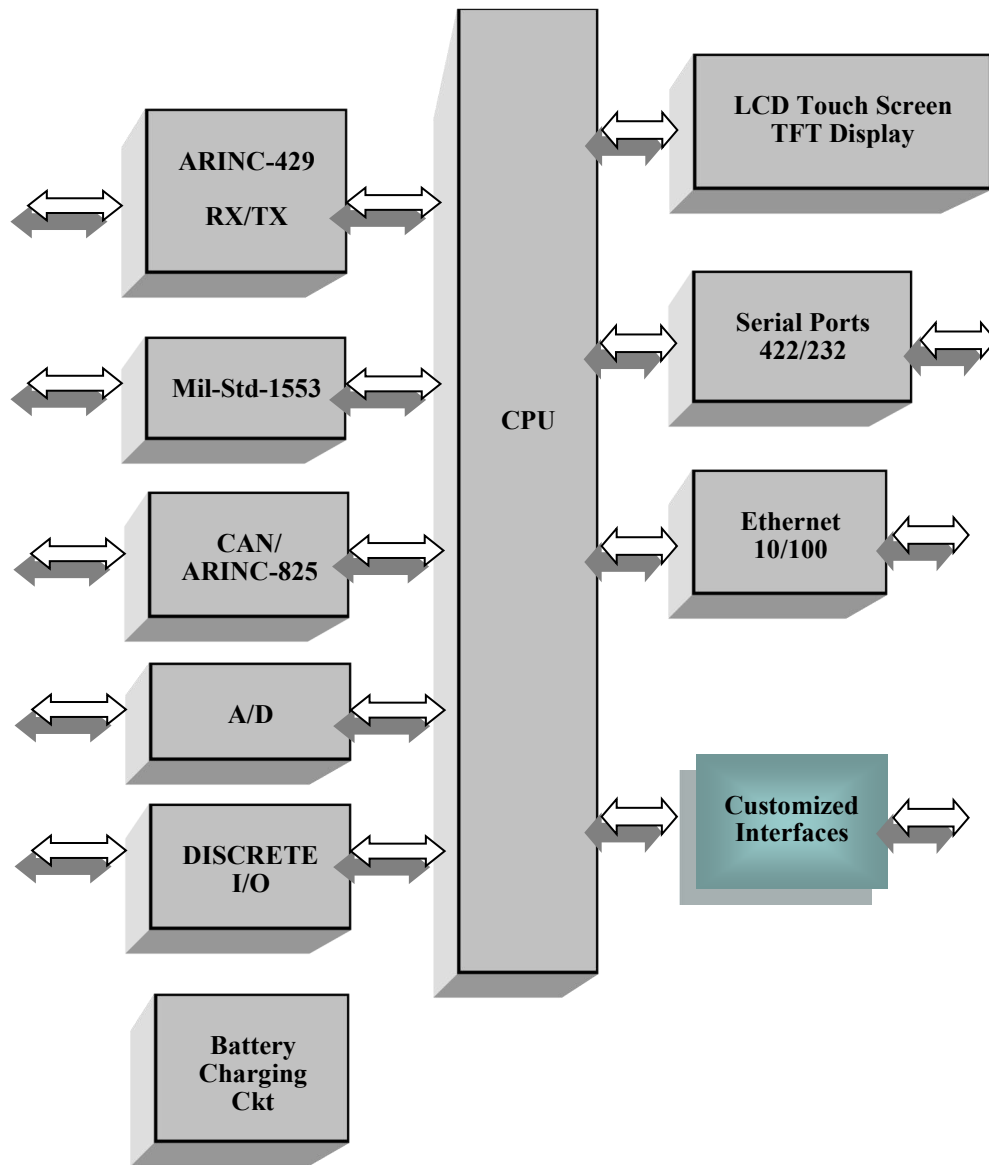 ARINC-429
RX/TX
Mil-Std-1553
CAN/
ARINC-825
A/D
DISCRETE
I/O
Battery
Charging
Ckt
CPU
LCD Touch Screen
TFT Display
Serial Ports
422/232
Ethernet
10/100
Customized
Interfaces